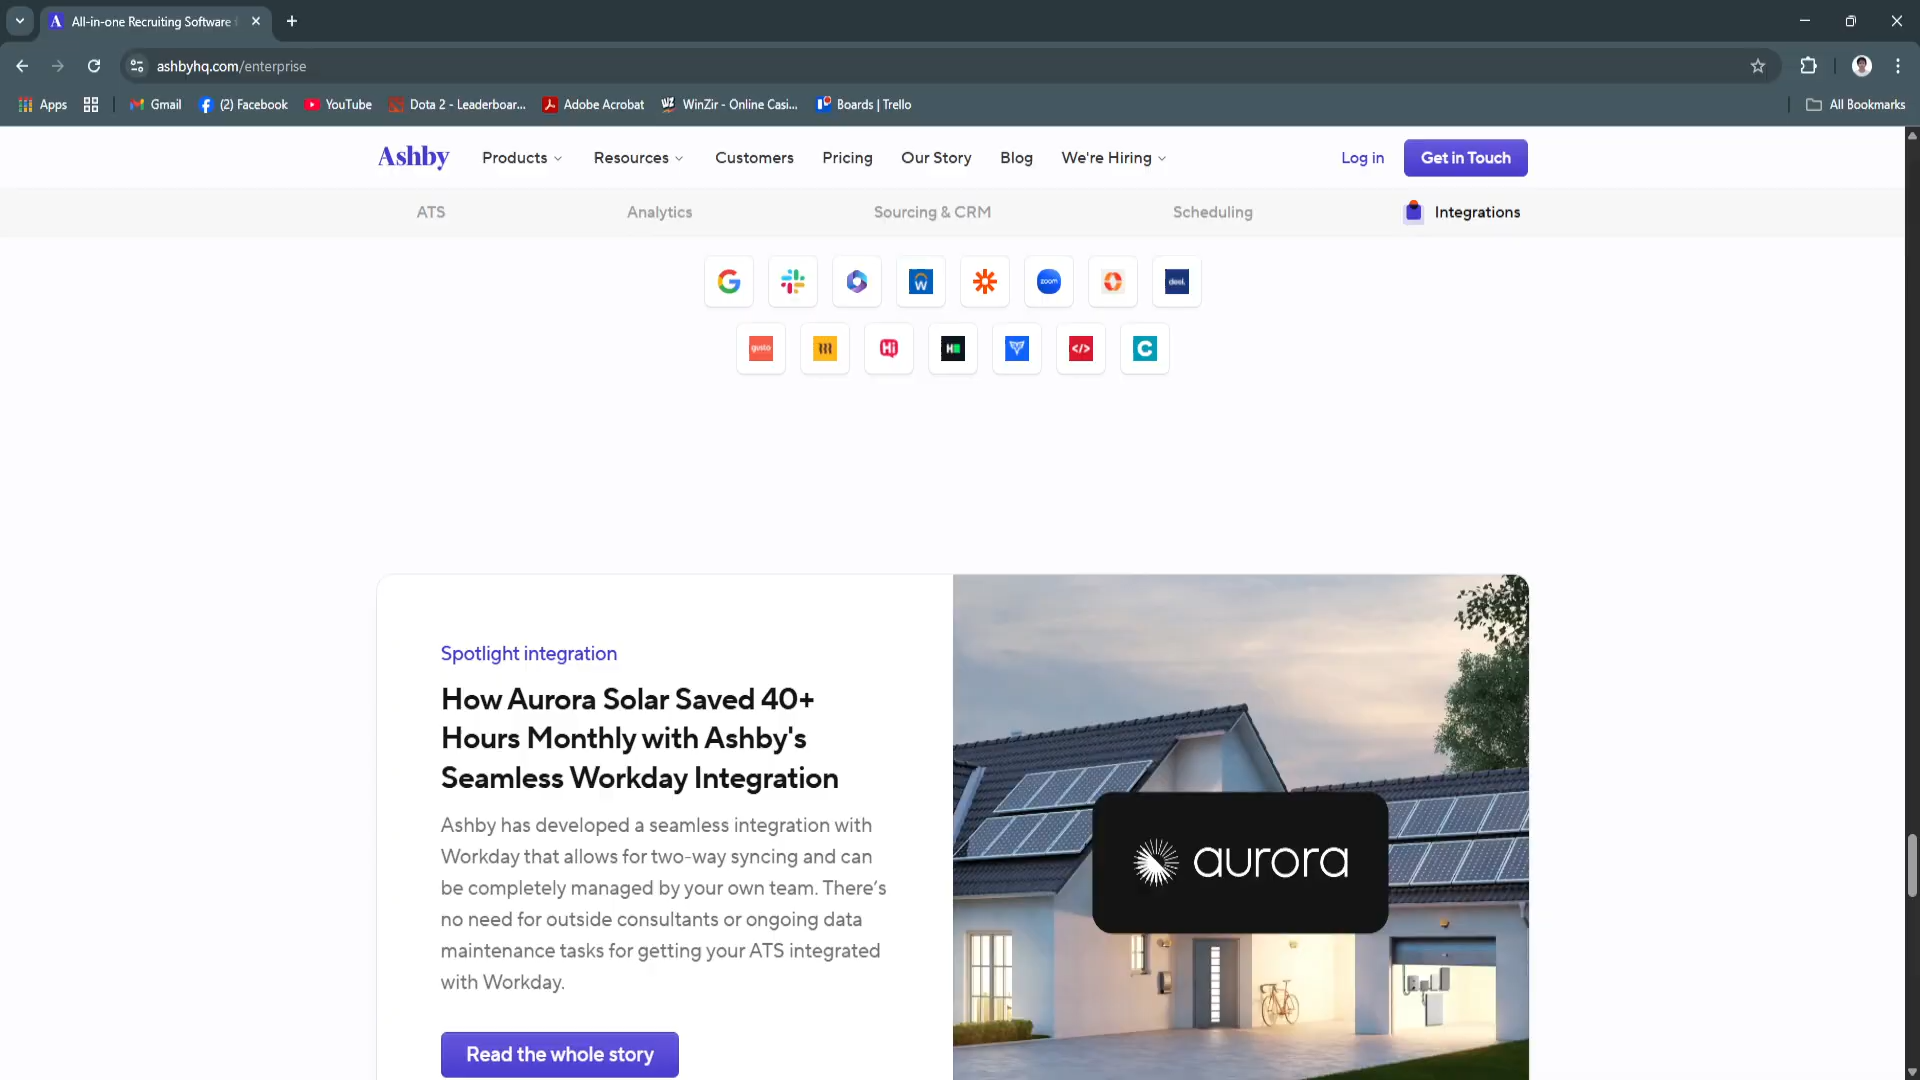 All-in-one Recruiting Software
ashbyhq.com/enterprise
Apps
Gmail
(2) Facebook
YouTube
Dota 2 - Leaderboar...
Adobe Acrobat
WinZir - Online Casi...
Boards | Trello
All Bookmarks
Ashby
Products
Resources
Customers
Pricing
Our Story
Blog
We're Hiring
Log in
Get in Touch
ATS
Analytics
Sourcing & CRM
Scheduling
Integrations
zoom
deel.
gusto
Hi
Spotlight integration
How Aurora Solar Saved 40+
Hours Monthly with Ashby's
Seamless Workday Integration
Ashby has developed a seamless integration with
Workday that allows for two-way syncing and can
be completely managed by your own team. There's
no need for outside consultants or ongoing data
maintenance tasks for getting your ATS integrated
with Workday.
Read the whole story
aurora